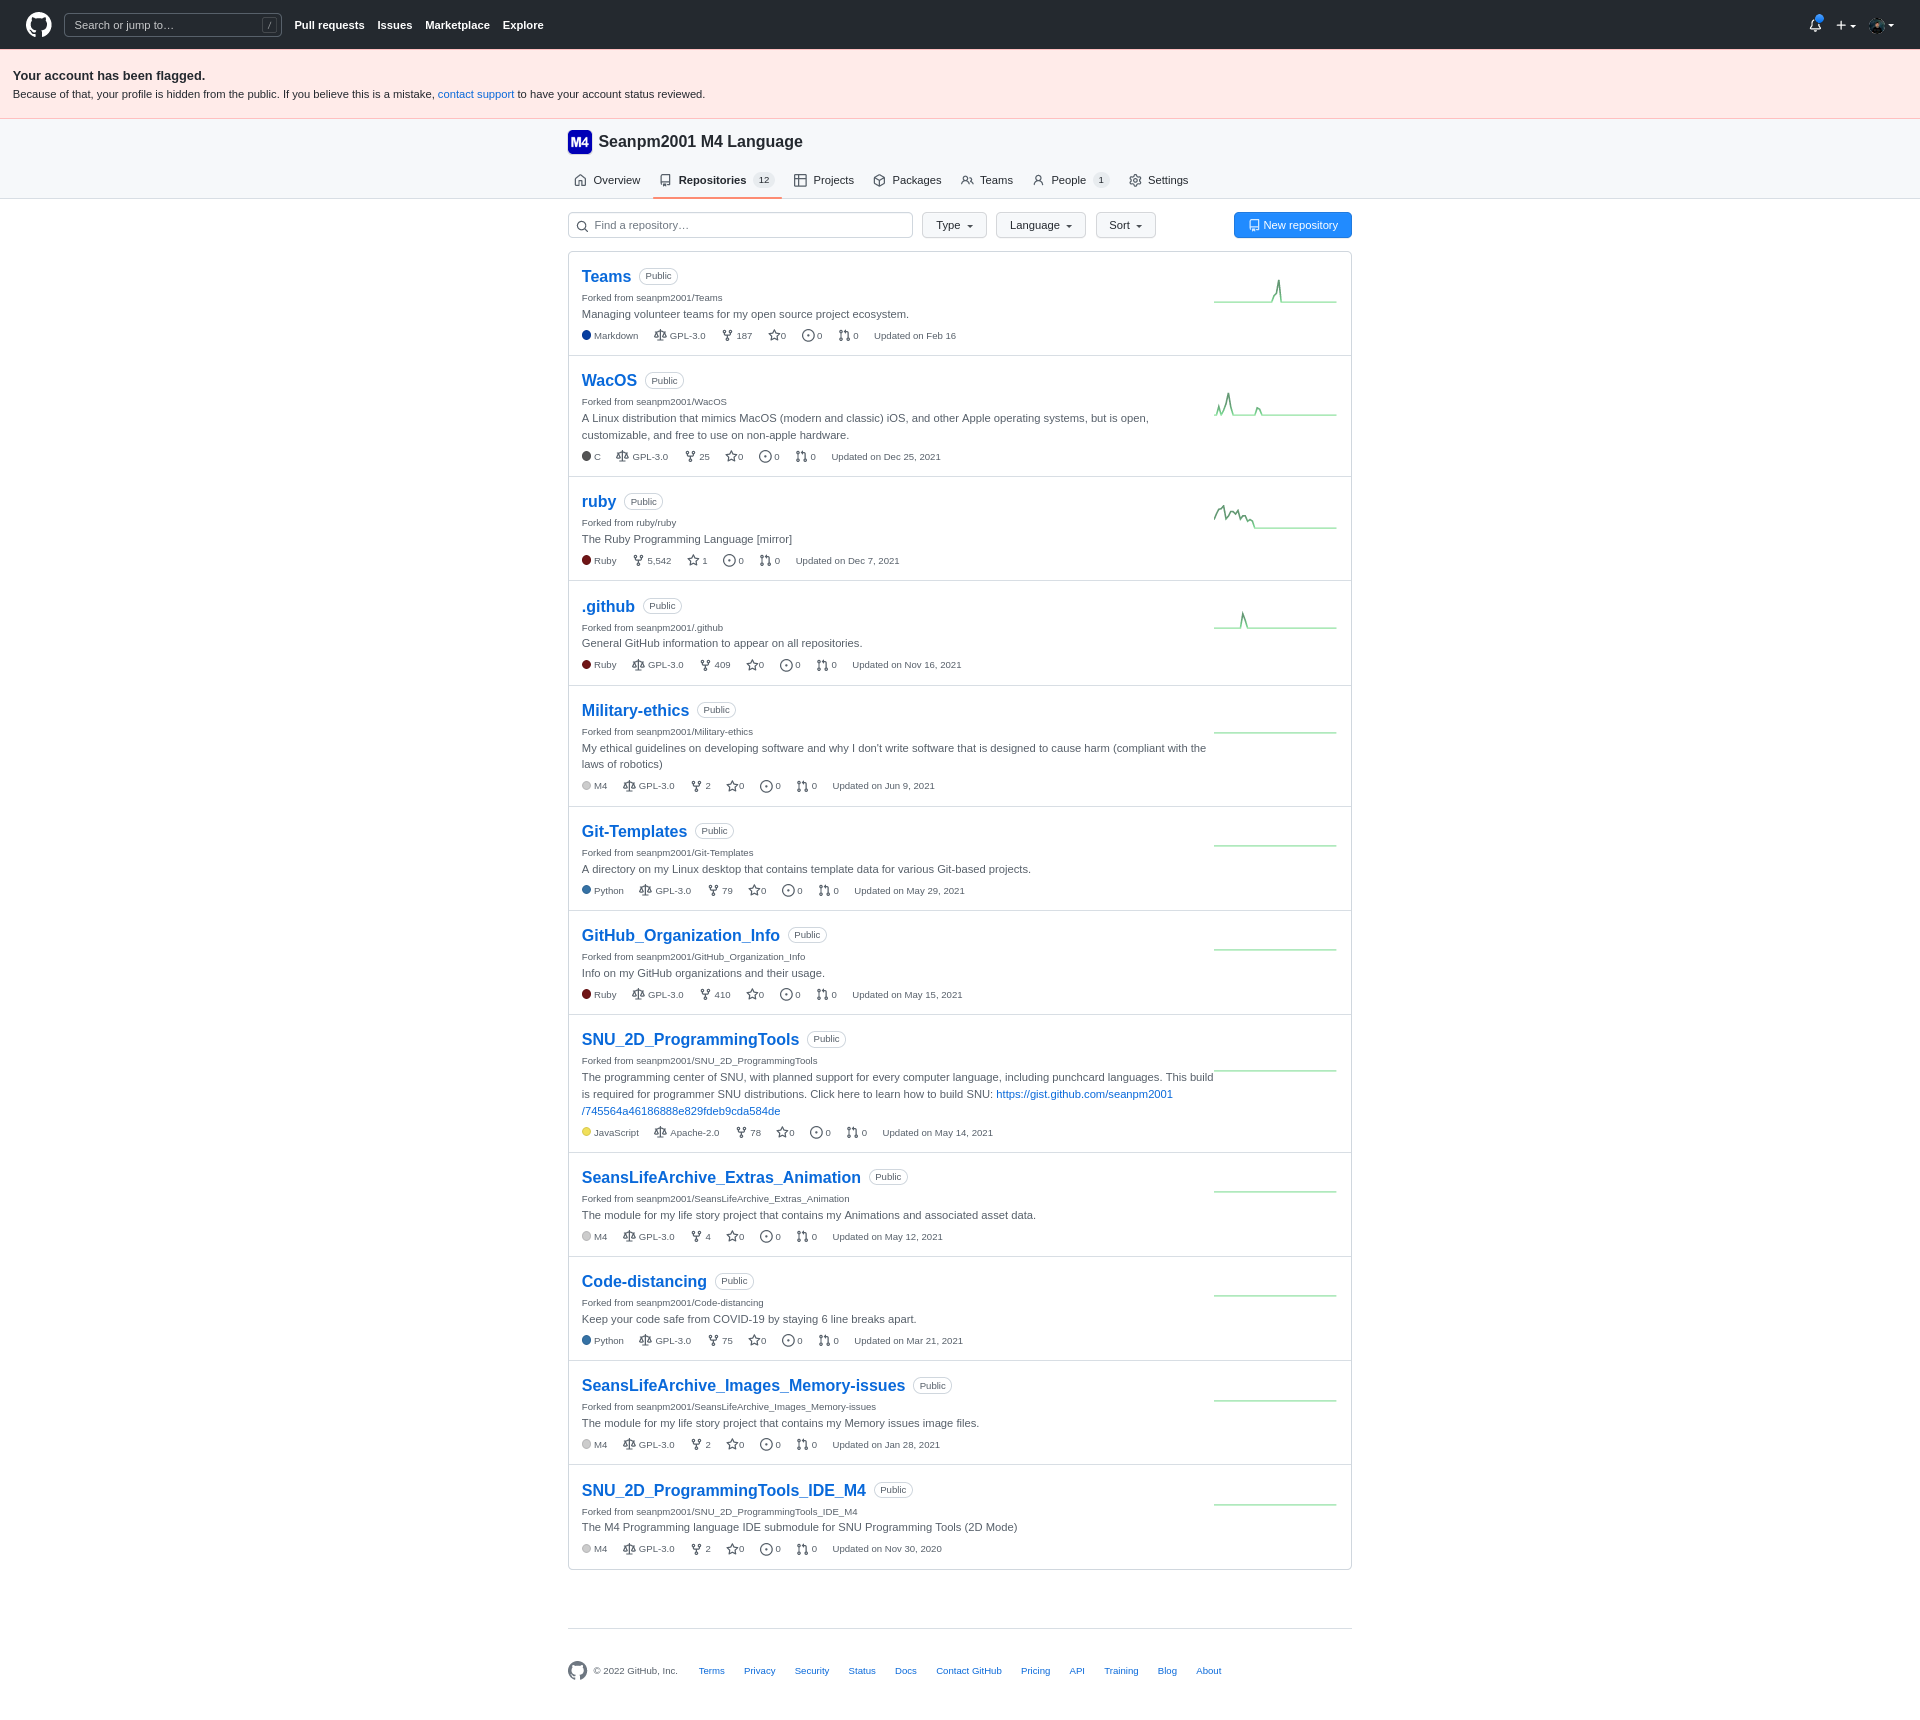 Search or jump to… /
Pull requests Issues Marketplace Explore
Your account has been flagged.
Because of that, your profile is hidden from the public. If you believe this is a mistake, contact support to have your account status reviewed.
M4 Seanpm2001 M4 Language
Overview Repositories 12 Projects Packages Teams People 1 Settings
Find a repository… Type Language Sort New repository
Teams Public
Forked from seanpm2001/Teams
Managing volunteer teams for my open source project ecosystem.
Markdown GPL-3.0 187 0 0 0 Updated on Feb 16
WacOS Public
Forked from seanpm2001/WacOS
A Linux distribution that mimics MacOS (modern and classic) iOS, and other Apple operating systems, but is open,
customizable, and free to use on non-apple hardware.
C GPL-3.0 25 0 0 0 Updated on Dec 25, 2021
ruby Public
Forked from ruby/ruby
The Ruby Programming Language [mirror]
Ruby 5,542 1 0 0 Updated on Dec 7, 2021
.github Public
Forked from seanpm2001/.github
General GitHub information to appear on all repositories.
Ruby GPL-3.0 409 0 0 0 Updated on Nov 16, 2021
Military-ethics Public
Forked from seanpm2001/Military-ethics
My ethical guidelines on developing software and why I don't write software that is designed to cause harm (compliant with the
laws of robotics)
M4 GPL-3.0 2 0 0 0 Updated on Jun 9, 2021
Git-Templates Public
Forked from seanpm2001/Git-Templates
A directory on my Linux desktop that contains template data for various Git-based projects.
Python GPL-3.0 79 0 0 0 Updated on May 29, 2021
GitHub_Organization_Info Public
Forked from seanpm2001/GitHub_Organization_Info
Info on my GitHub organizations and their usage.
Ruby GPL-3.0 410 0 0 0 Updated on May 15, 2021
SNU_2D_ProgrammingTools Public
Forked from seanpm2001/SNU_2D_ProgrammingTools
The programming center of SNU, with planned support for every computer language, including punchcard languages. This build
is required for programmer SNU distributions. Click here to learn how to build SNU: https://gist.github.com/seanpm2001
/745564a46186888e829fdeb9cda584de
JavaScript Apache-2.0 78 0 0 0 Updated on May 14, 2021
SeansLifeArchive_Extras_Animation Public
Forked from seanpm2001/SeansLifeArchive_Extras_Animation
The module for my life story project that contains my Animations and associated asset data.
M4 GPL-3.0 4 0 0 0 Updated on May 12, 2021
Code-distancing Public
Forked from seanpm2001/Code-distancing
Keep your code safe from COVID-19 by staying 6 line breaks apart.
Python GPL-3.0 75 0 0 0 Updated on Mar 21, 2021
SeansLifeArchive_Images_Memory-issues Public
Forked from seanpm2001/SeansLifeArchive_Images_Memory-issues
The module for my life story project that contains my Memory issues image files.
M4 GPL-3.0 2 0 0 0 Updated on Jan 28, 2021
SNU_2D_ProgrammingTools_IDE_M4 Public
Forked from seanpm2001/SNU_2D_ProgrammingTools_IDE_M4
The M4 Programming language IDE submodule for SNU Programming Tools (2D Mode)
M4 GPL-3.0 2 0 0 0 Updated on Nov 30, 2020
© 2022 GitHub, Inc. Terms Privacy Security Status Docs Contact GitHub Pricing API Training Blog About